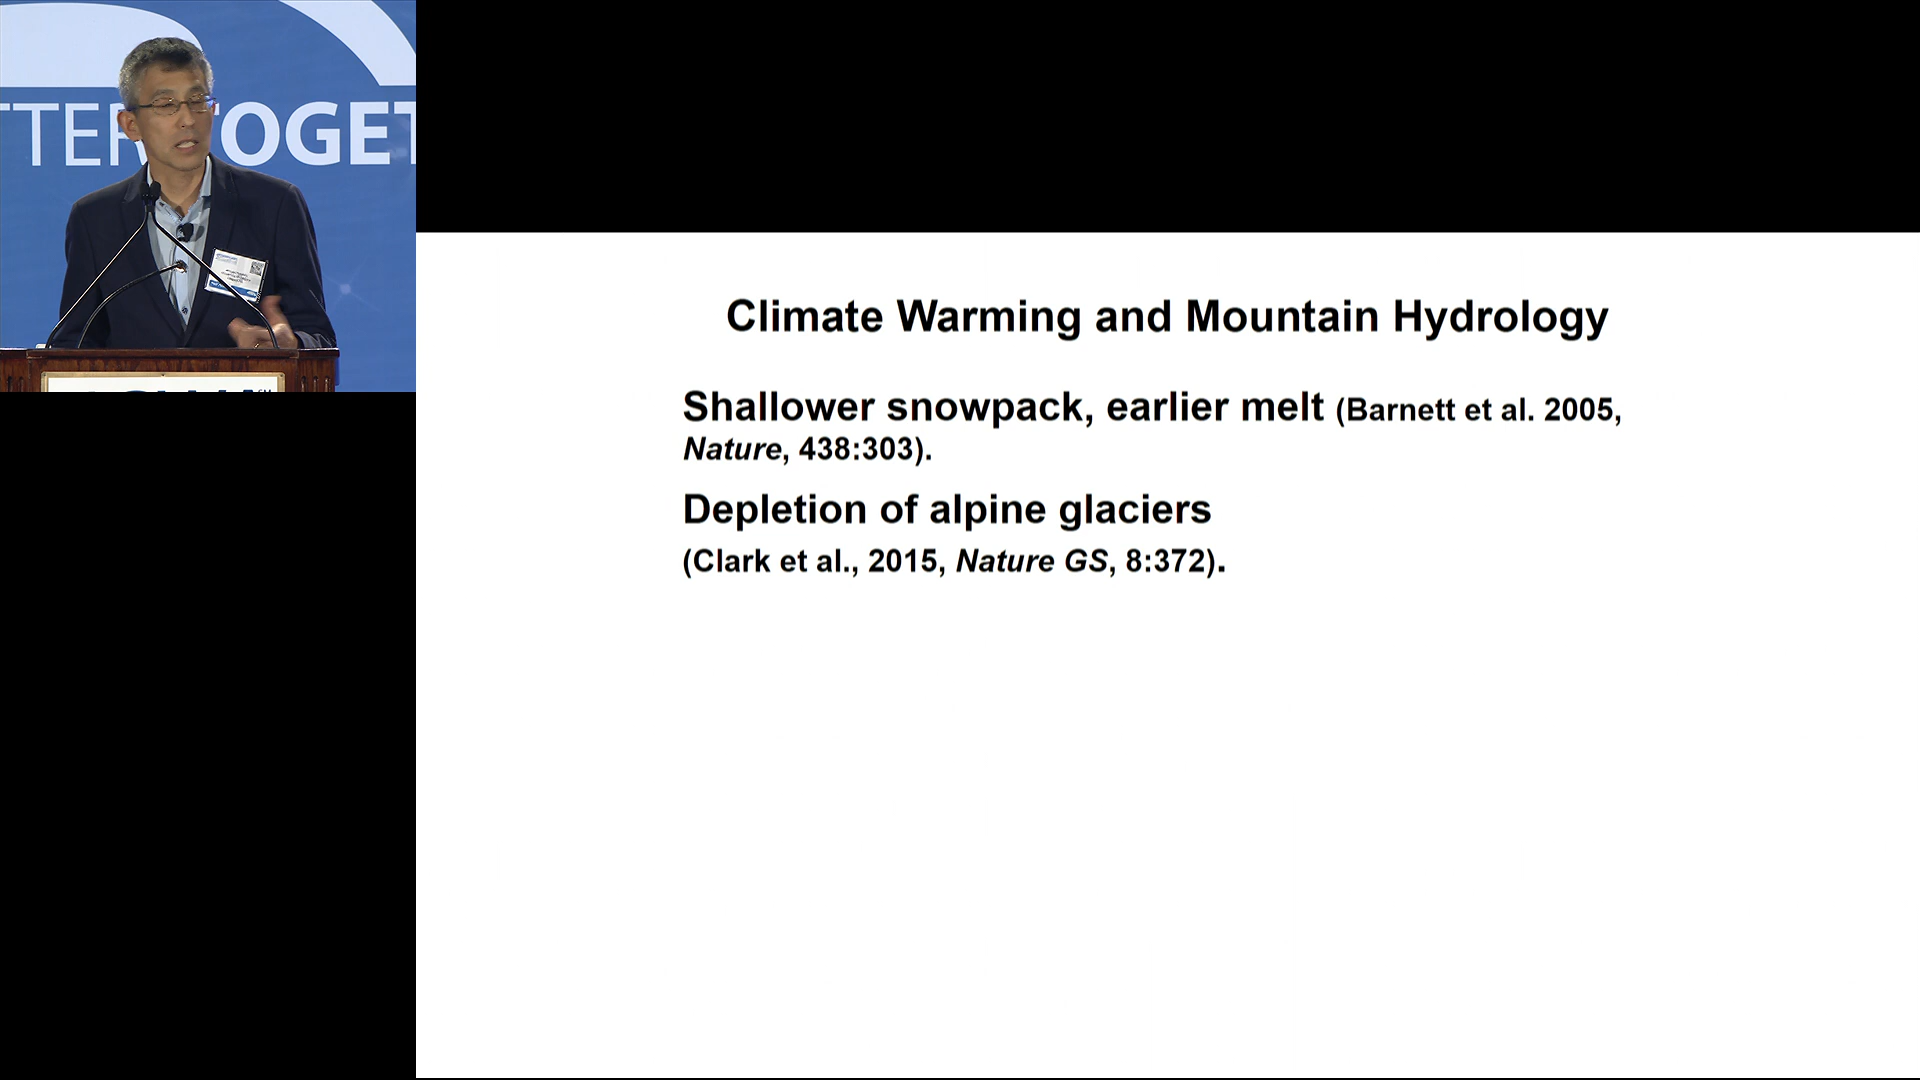 TTER TOGET
Climate Warming and Mountain Hydrology
Shallower snowpack, earlier melt (Barnett et al. 2005,
Nature, 438:303).
Depletion of alpine glaciers
(Clark et al., 2015, Nature GS, 8:372).